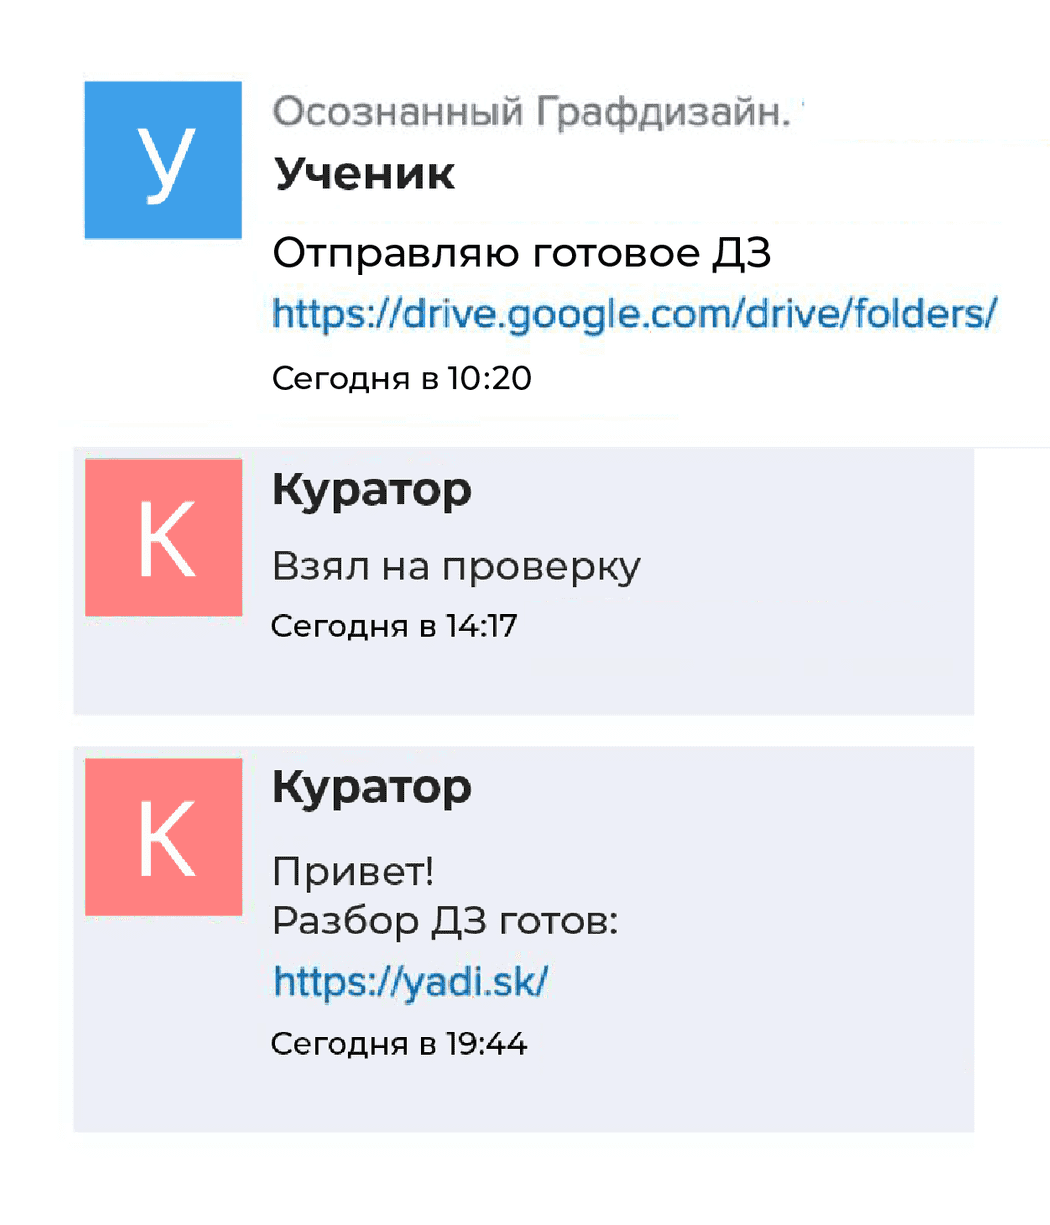 У
Осознанный Графдизайн.
Ученик
Отправляю готовое ДЗ
https://drive.google.com/drive/folders/
Сегодня в 10:20
К
Куратор
Взял на проверку
Сегодня в 14:17
К
Куратор
Привет!
Разбор ДЗ готов:
https://yadi.sk/
Сегодня в 19:44